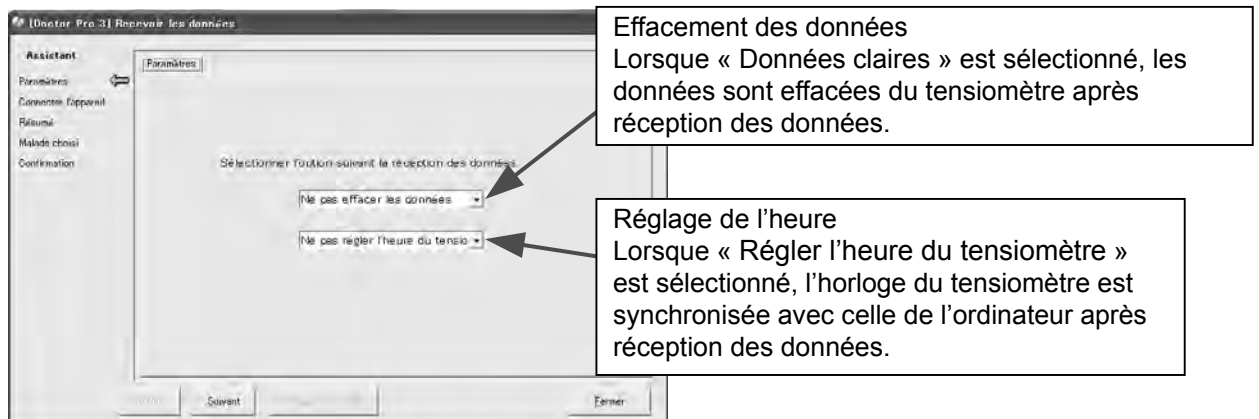 [Doctor Pro 3] Recevoir les données
Assistant
Paramètres
Connecter l'appareil
Résumé
Malade choisi
Confirmation
Paramètres
Sélectionner l'option suivant la réception des données.
Ne pas effacer les données
Ne pas régler l'heure du tensio
Suivant
Fermer
Effacement des données
Lorsque « Données claires » est sélectionné, les
données sont effacées du tensiomètre après
réception des données.
Réglage de l'heure
Lorsque « Régler l'heure du tensiomètre »
est sélectionné, l'horloge du tensiomètre est
synchronisée avec celle de l'ordinateur après
réception des données.